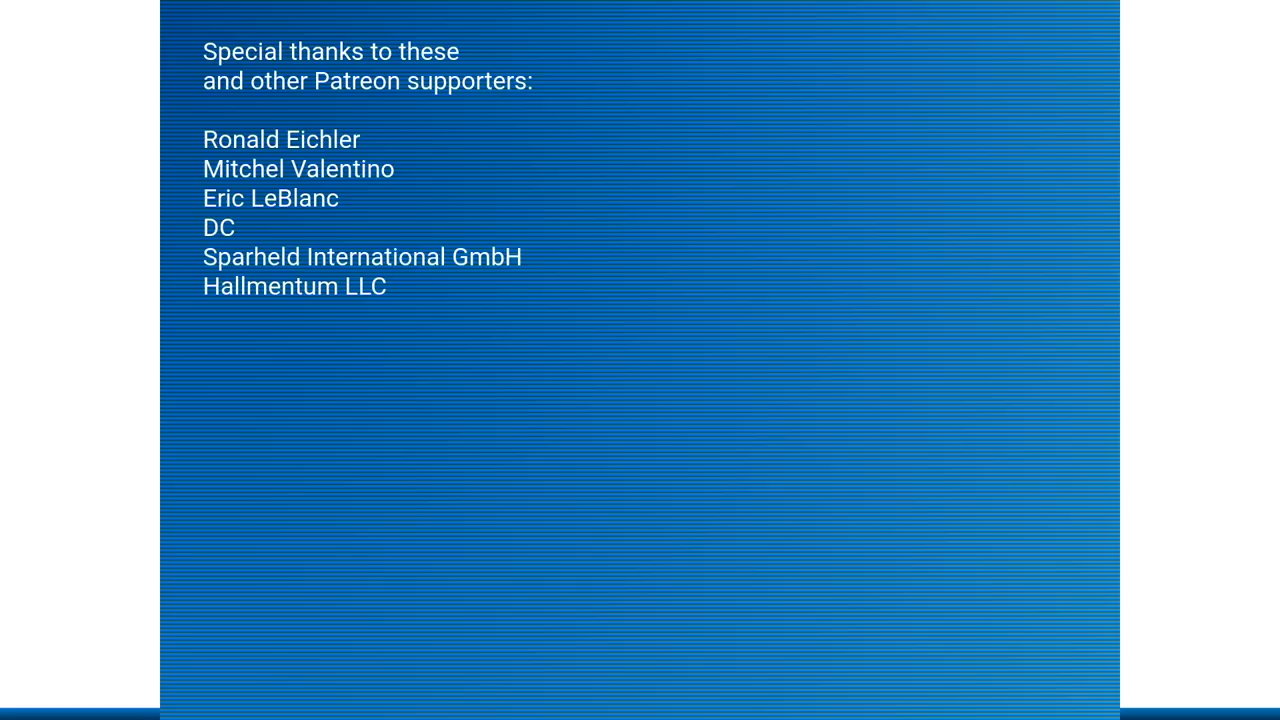 Special thanks to these
and other Patreon supporters:
Ronald Eichler
Mitchel Valentino
Eric LeBlanc
DC
Sparheld International GmbH
Hallmentum LLC